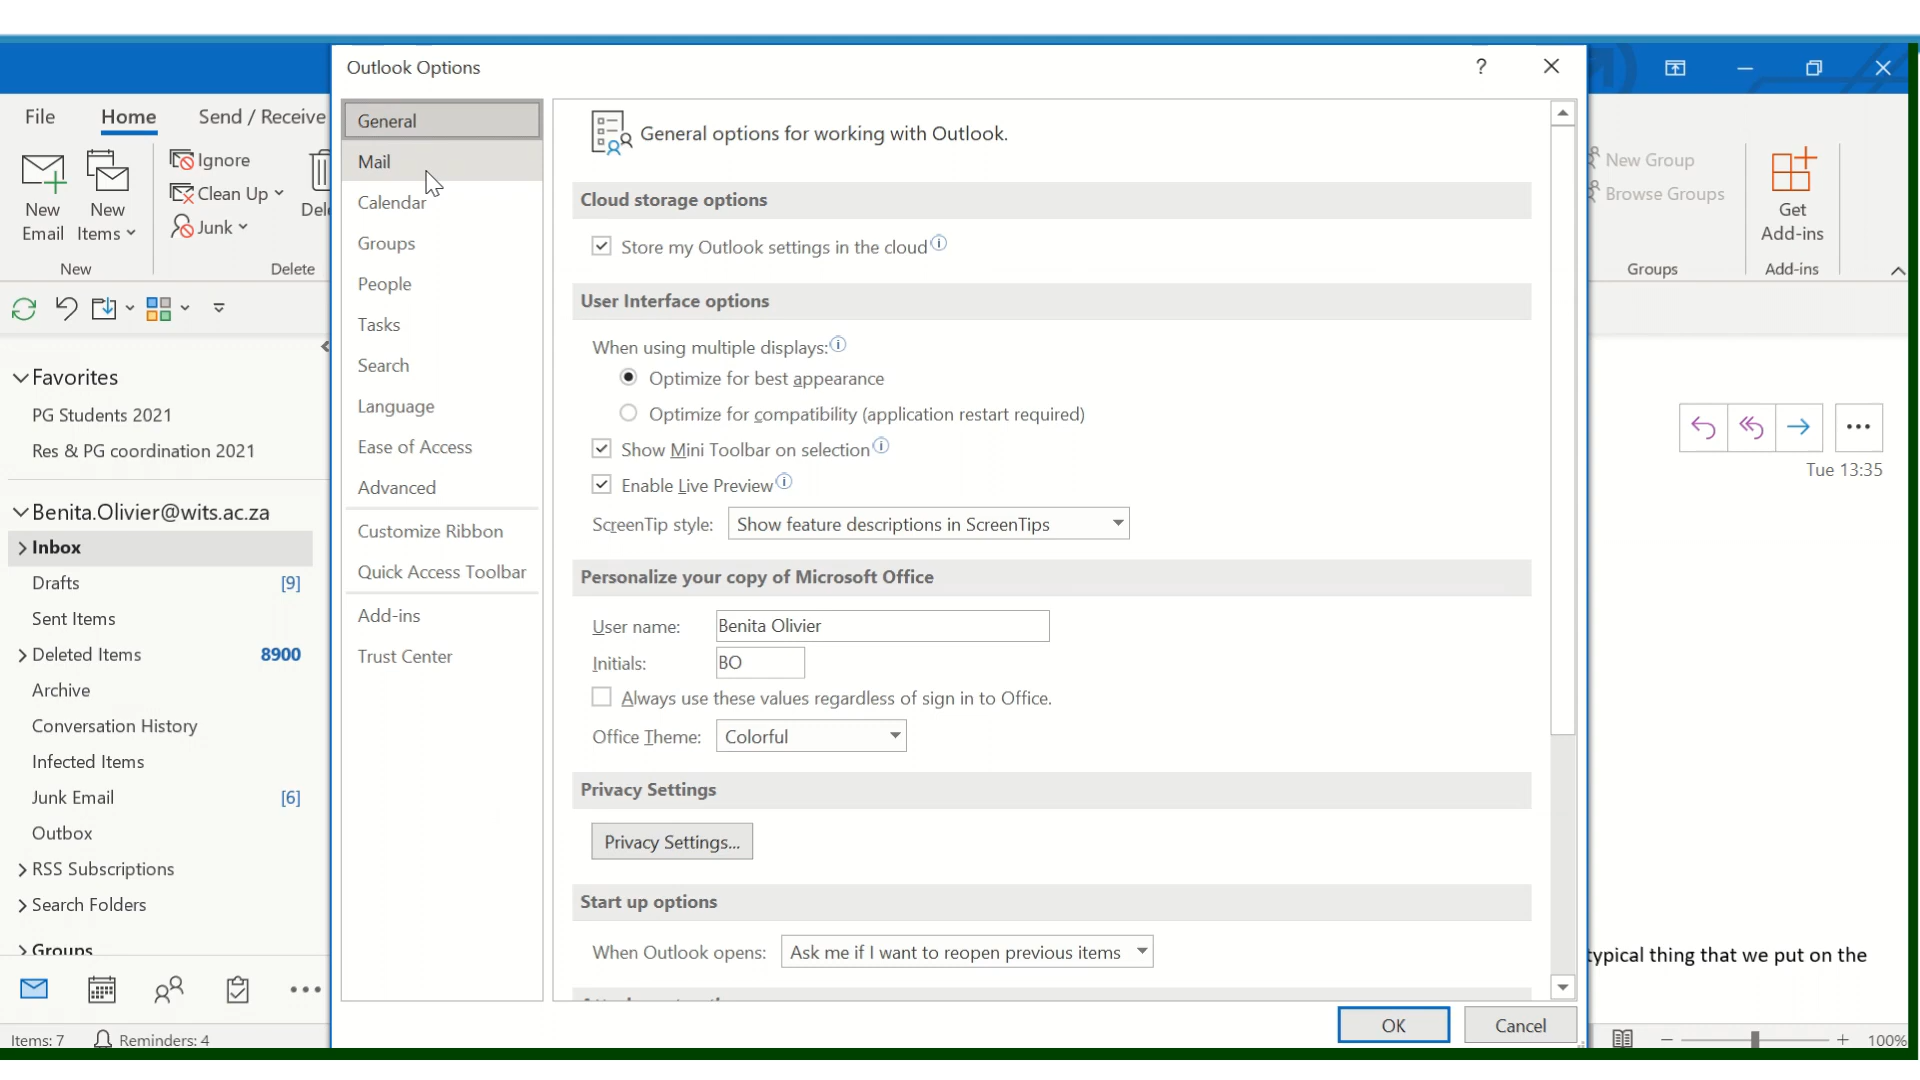 Outlook Options
?
File
Home
Send / Receive
New Email
New Items
New
Ignore
Clean Up
Junk
Delete
New Group
Browse Groups
Groups
Get Add-ins
Add-ins
Favorites
PG Students 2021
Res & PG coordination 2021
Benita.Olivier@wits.ac.za
Inbox
Drafts [9]
Sent Items
Deleted Items 8900
Archive
Conversation History
Infected Items
Junk Email [6]
Outbox
RSS Subscriptions
Search Folders
Groups
Items: 7 Reminders: 4
General
Mail
Calendar
Groups
People
Tasks
Search
Language
Ease of Access
Advanced
Customize Ribbon
Quick Access Toolbar
Add-ins
Trust Center
General options for working with Outlook.
Cloud storage options
Store my Outlook settings in the cloud
User Interface options
When using multiple displays:
Optimize for best appearance
Optimize for compatibility (application restart required)
Show Mini Toolbar on selection
Enable Live Preview
ScreenTip style: Show feature descriptions in ScreenTips
Personalize your copy of Microsoft Office
User name: Benita Olivier
Initials: BO
Always use these values regardless of sign in to Office.
Office Theme: Colorful
Privacy Settings
Privacy Settings...
Start up options
When Outlook opens: Ask me if I want to reopen previous items
OK
Cancel
Tue 13:35
typical thing that we put on the
100%